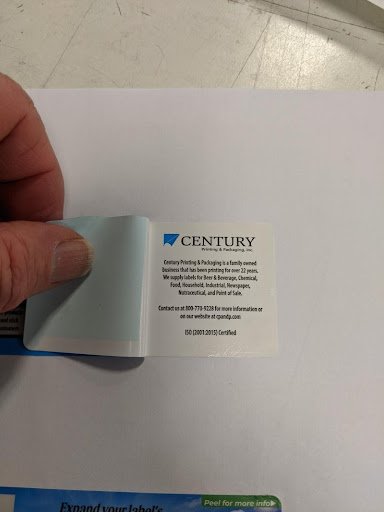 CENTURY
Printing & Packaging, Inc.
Century Printing & Packaging is a family owned
business that has been printing for over 22 years.
We supply labels for Beer & Beverage, Chemical,
Food, Household, Industrial, Newspaper,
Nutraceutical, and Point of Sale.
Contact us at 800-770-9228 for more information or
on our website at cpandp.com
ISO (2001:2015) Certified
Peel for more info
Expand your label's